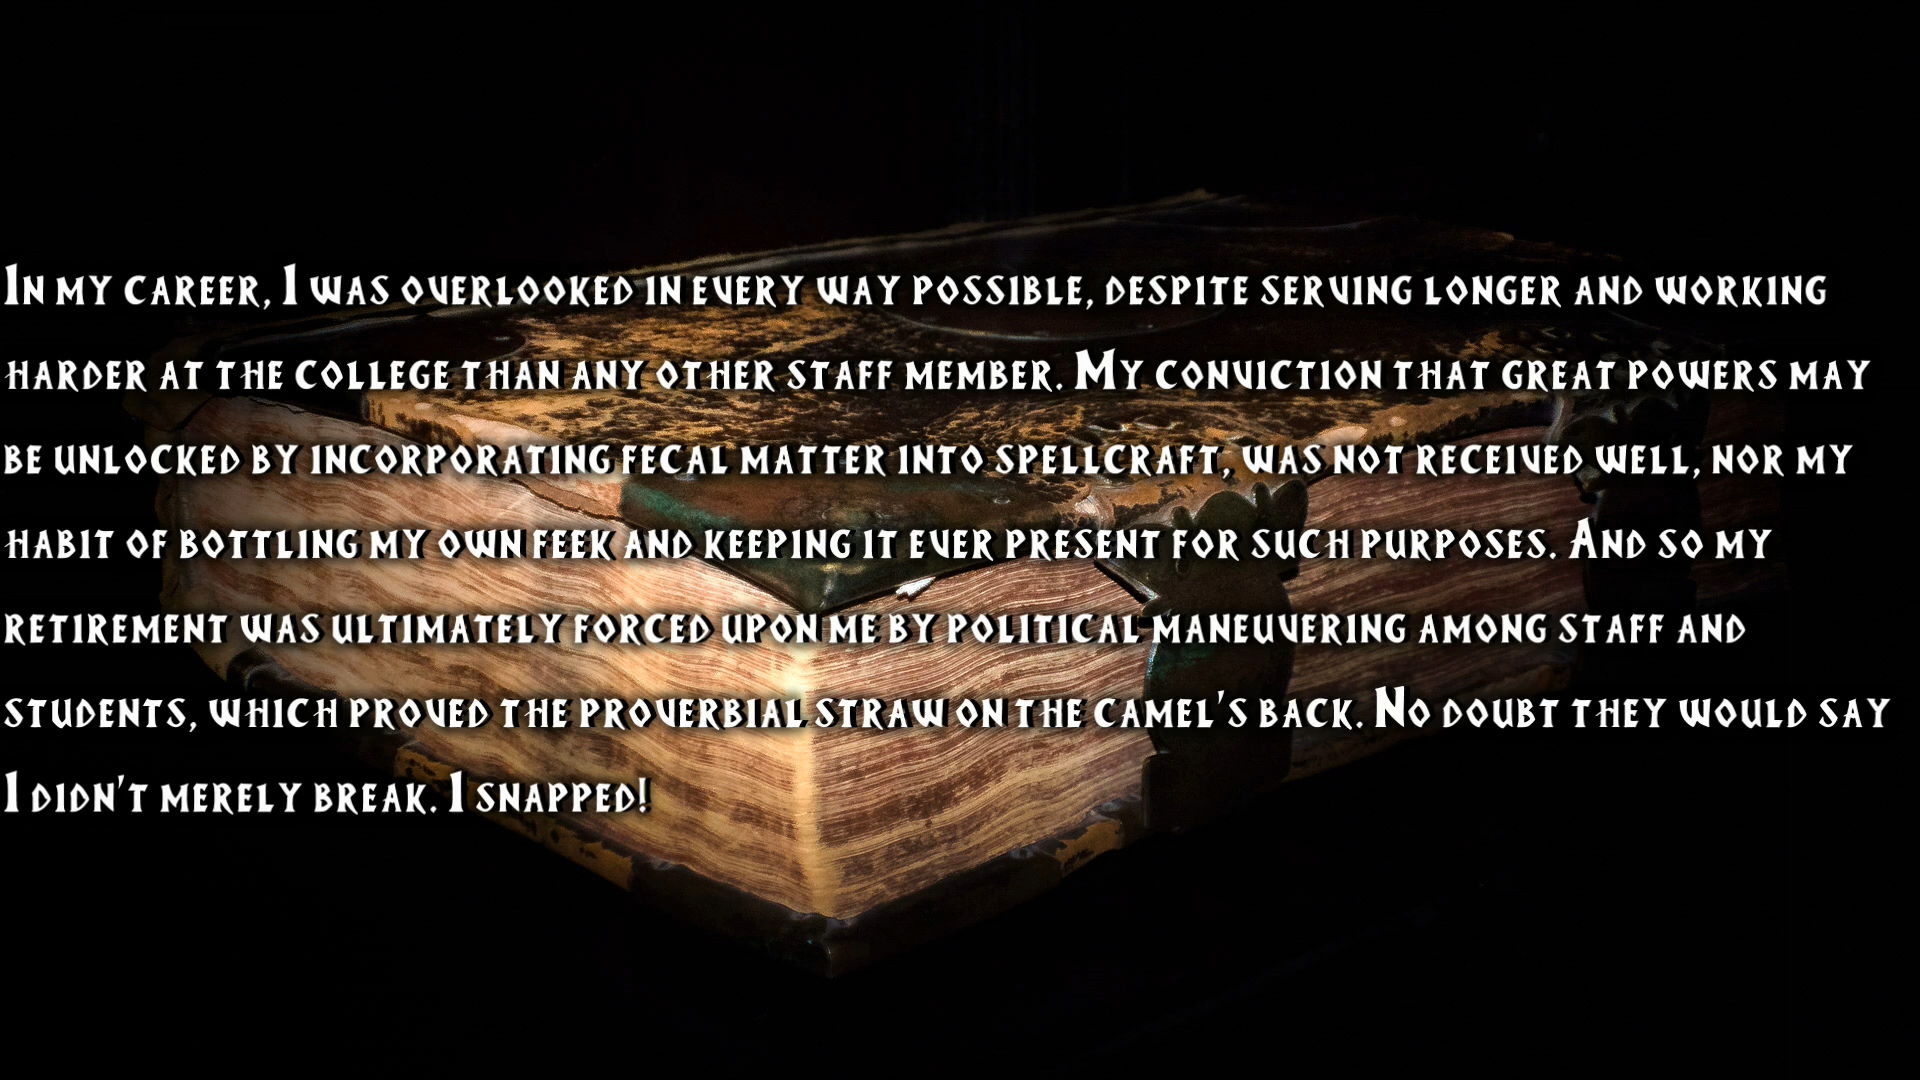 In my career, I was overlooked in every way possible, despite serving longer and working
harder at the college than any other staff member. My conviction that great powers may
be unlocked by incorporating fecal matter into spellcraft, was not received well, nor my
habit of bottling my own feek and keeping it ever present for such purposes. And so my
retirement was ultimately forced upon me by political maneuvering among staff and
students, which proved the proverbial straw on the camel's back. No doubt they would say
I didn't merely break. I snapped!